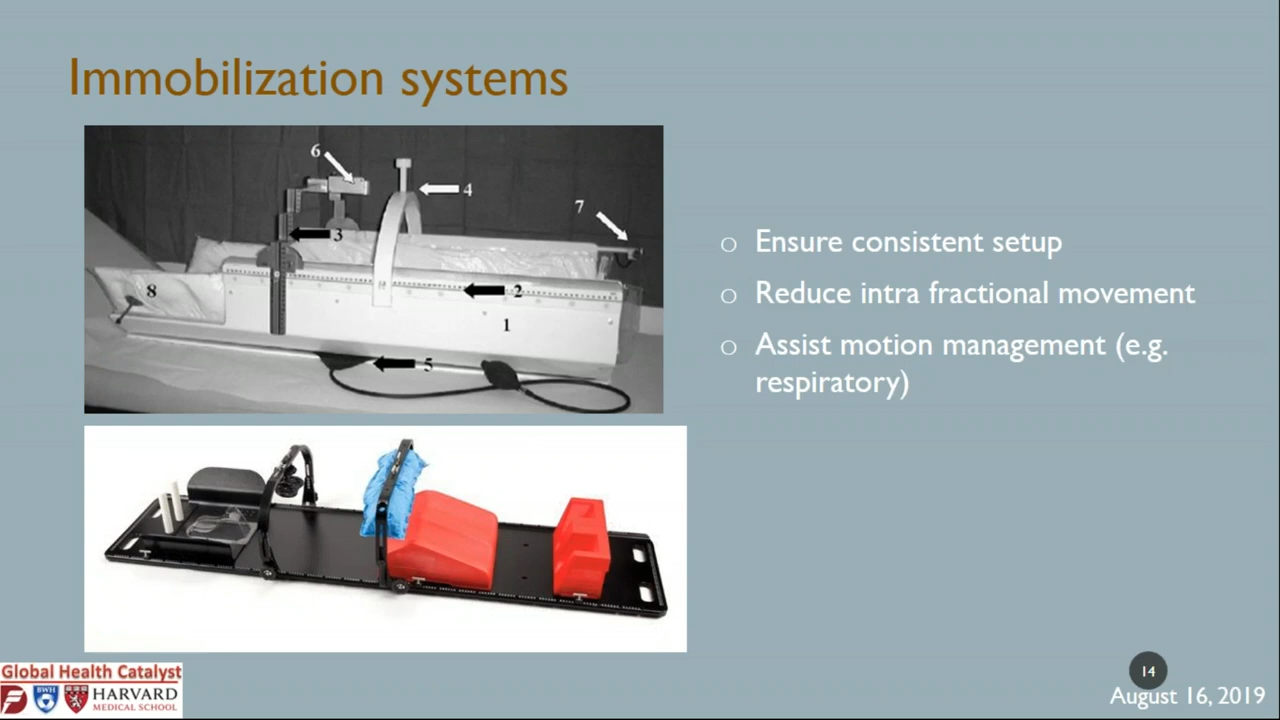 Immobilization systems
6
4
7
3
8
2
1
5
o Ensure consistent setup
o Reduce intra fractional movement
o Assist motion management (e.g.
respiratory)
Global Health Catalyst
BWH
HARVARD
MEDICAL SCHOOL
14
August 16, 2019